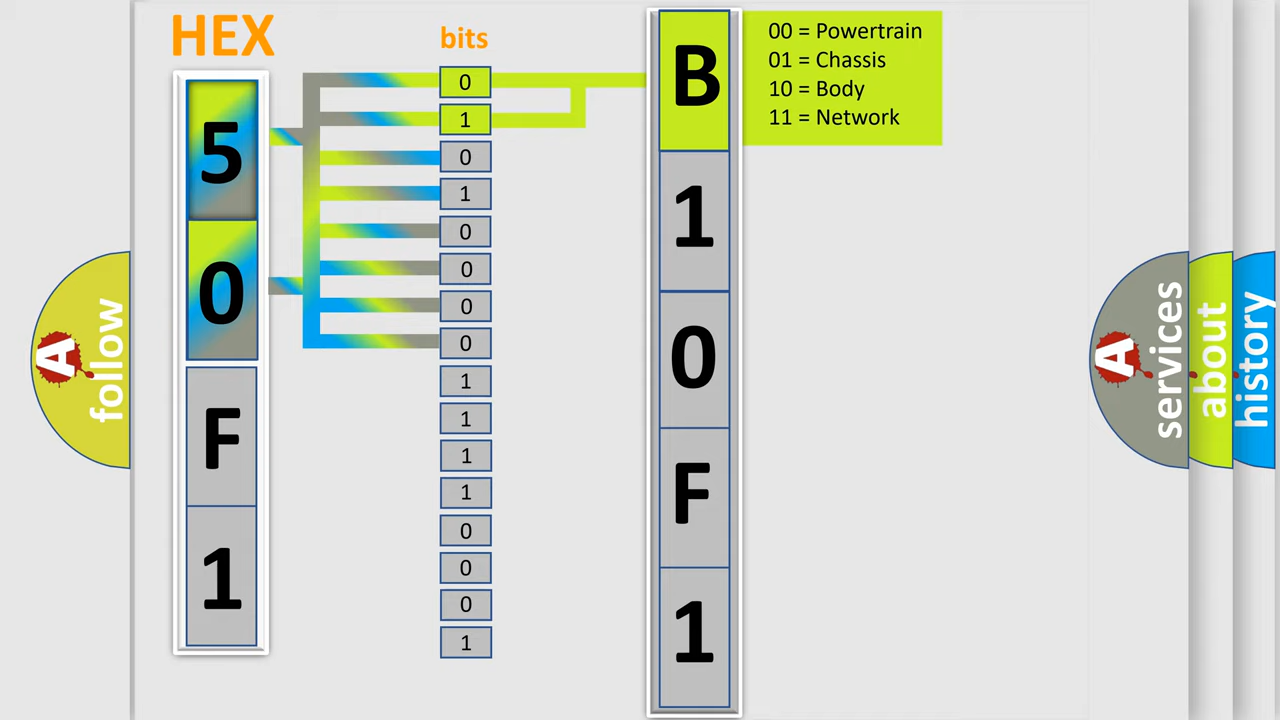 HEX
bits
5
0
F
1
0
1
0
1
0
0
0
0
1
1
1
1
0
0
0
1
B
1
0
F
1
00 = Powertrain
01 = Chassis
10 = Body
11 = Network
A
follow
A
services
about
history